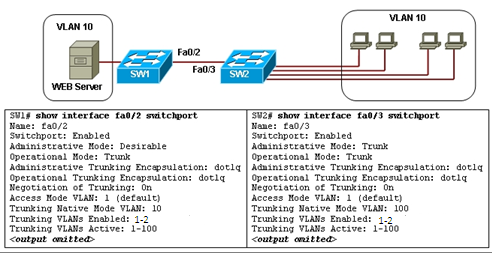 VLAN 10
VLAN 10
Fa0/2
Fa0/3
SW1
SW2
WEB Server
SW1# show interface fa0/2 switchport
Name: fa0/2
Switchport: Enabled
Administrative Mode: Desirable
Operational Mode: Trunk
Administrative Trunking Encapsulation: dot1q
Operational Trunking Encapsulation: dot1q
Negotiation of Trunking: On
Access Mode VLAN: 1 (default)
Trunking Native Mode VLAN: 10
Trunking VLANs Enabled: 1-2
Trunking VLANs Active: 1-100
<output omitted>
SW2# show interface fa0/3 switchport
Name: fa0/3
Switchport: Enabled
Administrative Mode: Trunk
Operational Mode: Trunk
Administrative Trunking Encapsulation: dot1q
Operational Trunking Encapsulation: dot1q
Negotiation of Trunking: On
Access Mode VLAN: 1 (default)
Trunking Native Mode VLAN: 100
Trunking VLANs Enabled: 1-2
Trunking VLANs Active: 1-100
<output omitted>